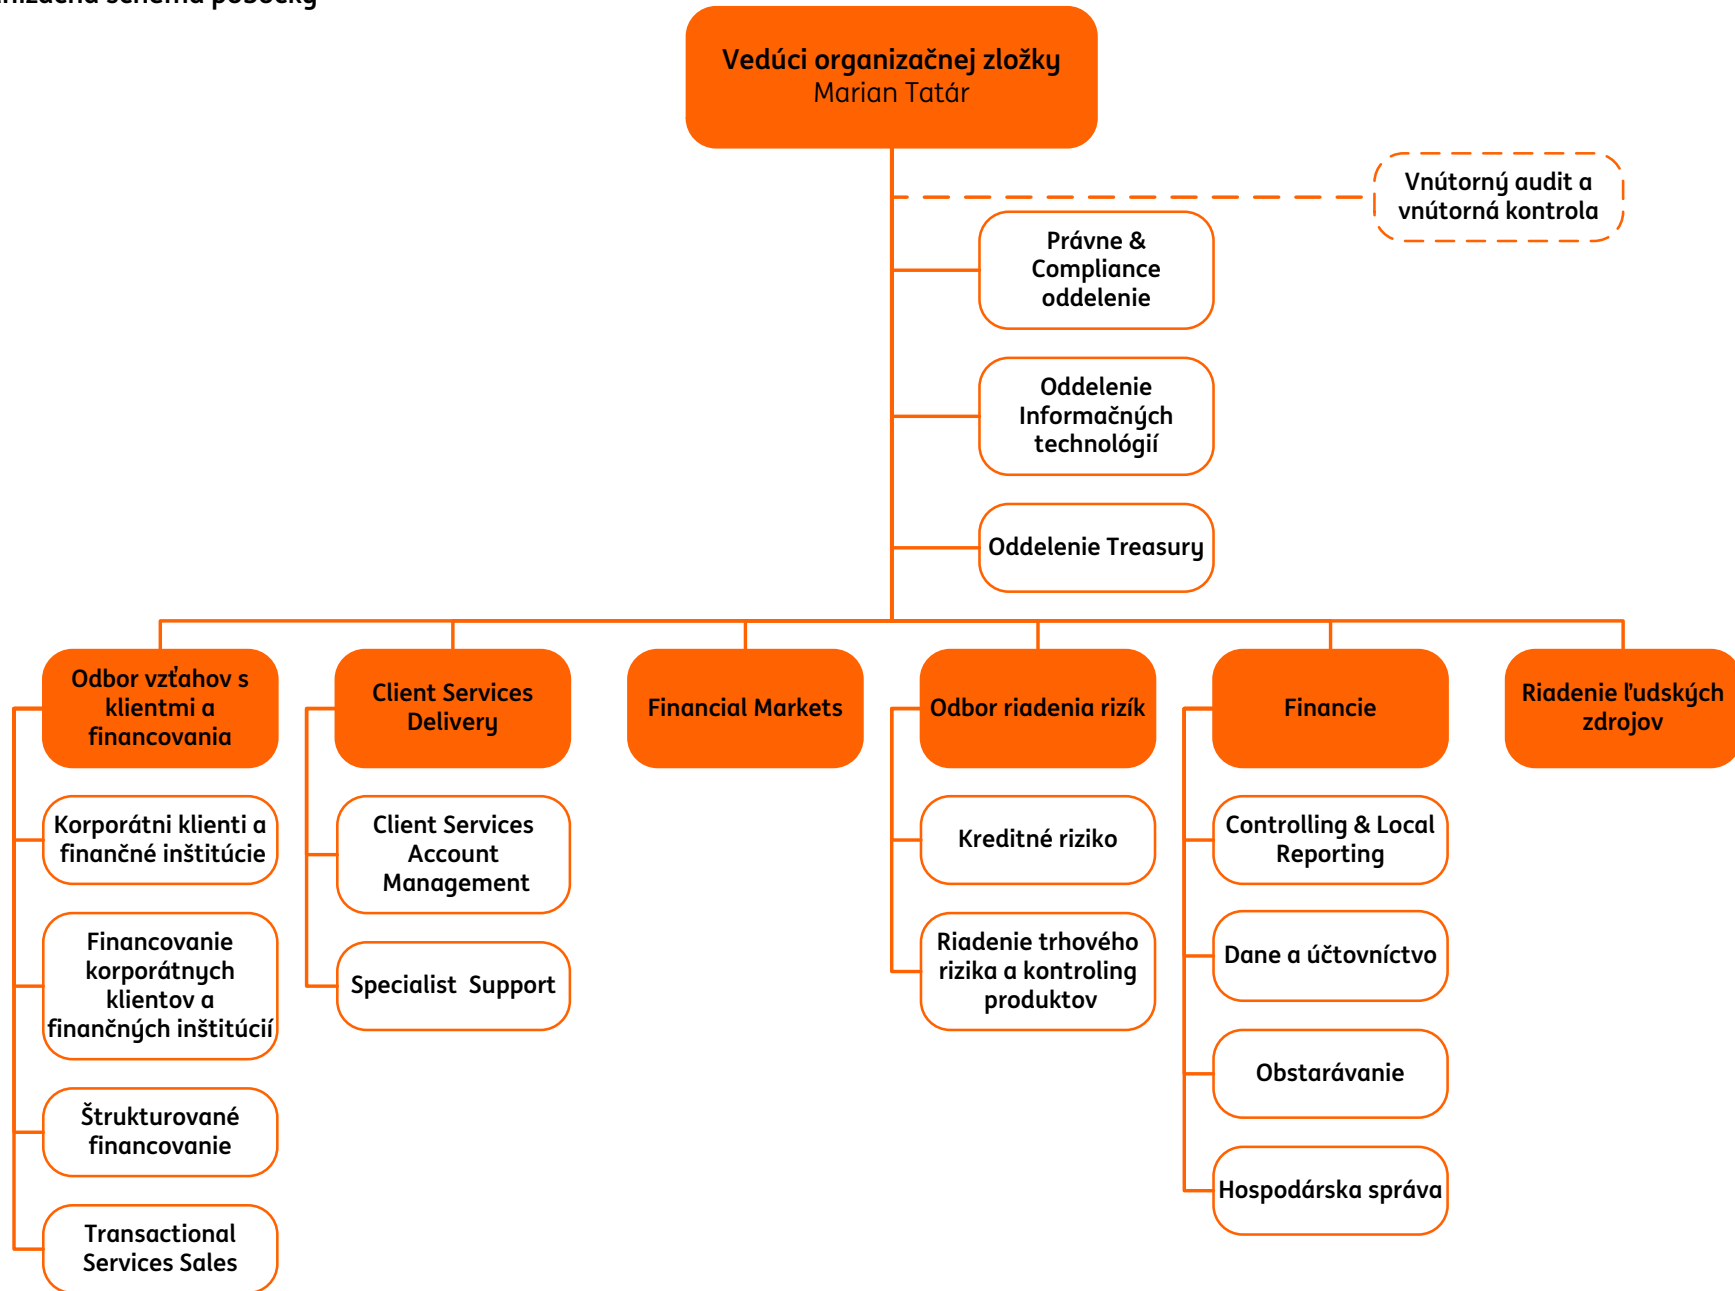 schéma pobočky
Vedúci organizačnej zložky
Marian Tatár
Vnútorný audit a
vnútorná kontrola
Právne &
Compliance
oddelenie
Oddelenie
Informačných
technológií
Oddelenie Treasury
Odbor vzťahov s
klientmi a
financovania
Client Services
Delivery
Financial Markets
Odbor riadenia rizík
Financie
Riadenie ľudských
zdrojov
Korporátni klienti a
finančné inštitúcie
Financovanie
korporátnych
klientov a
finančných inštitúcií
Štrukturované
financovanie
Transactional
Services Sales
Client Services
Account
Management
Specialist Support
Kreditné riziko
Riadenie trhového
rizika a kontroling
produktov
Controlling & Local
Reporting
Dane a účtovníctvo
Obstarávanie
Hospodárska správa